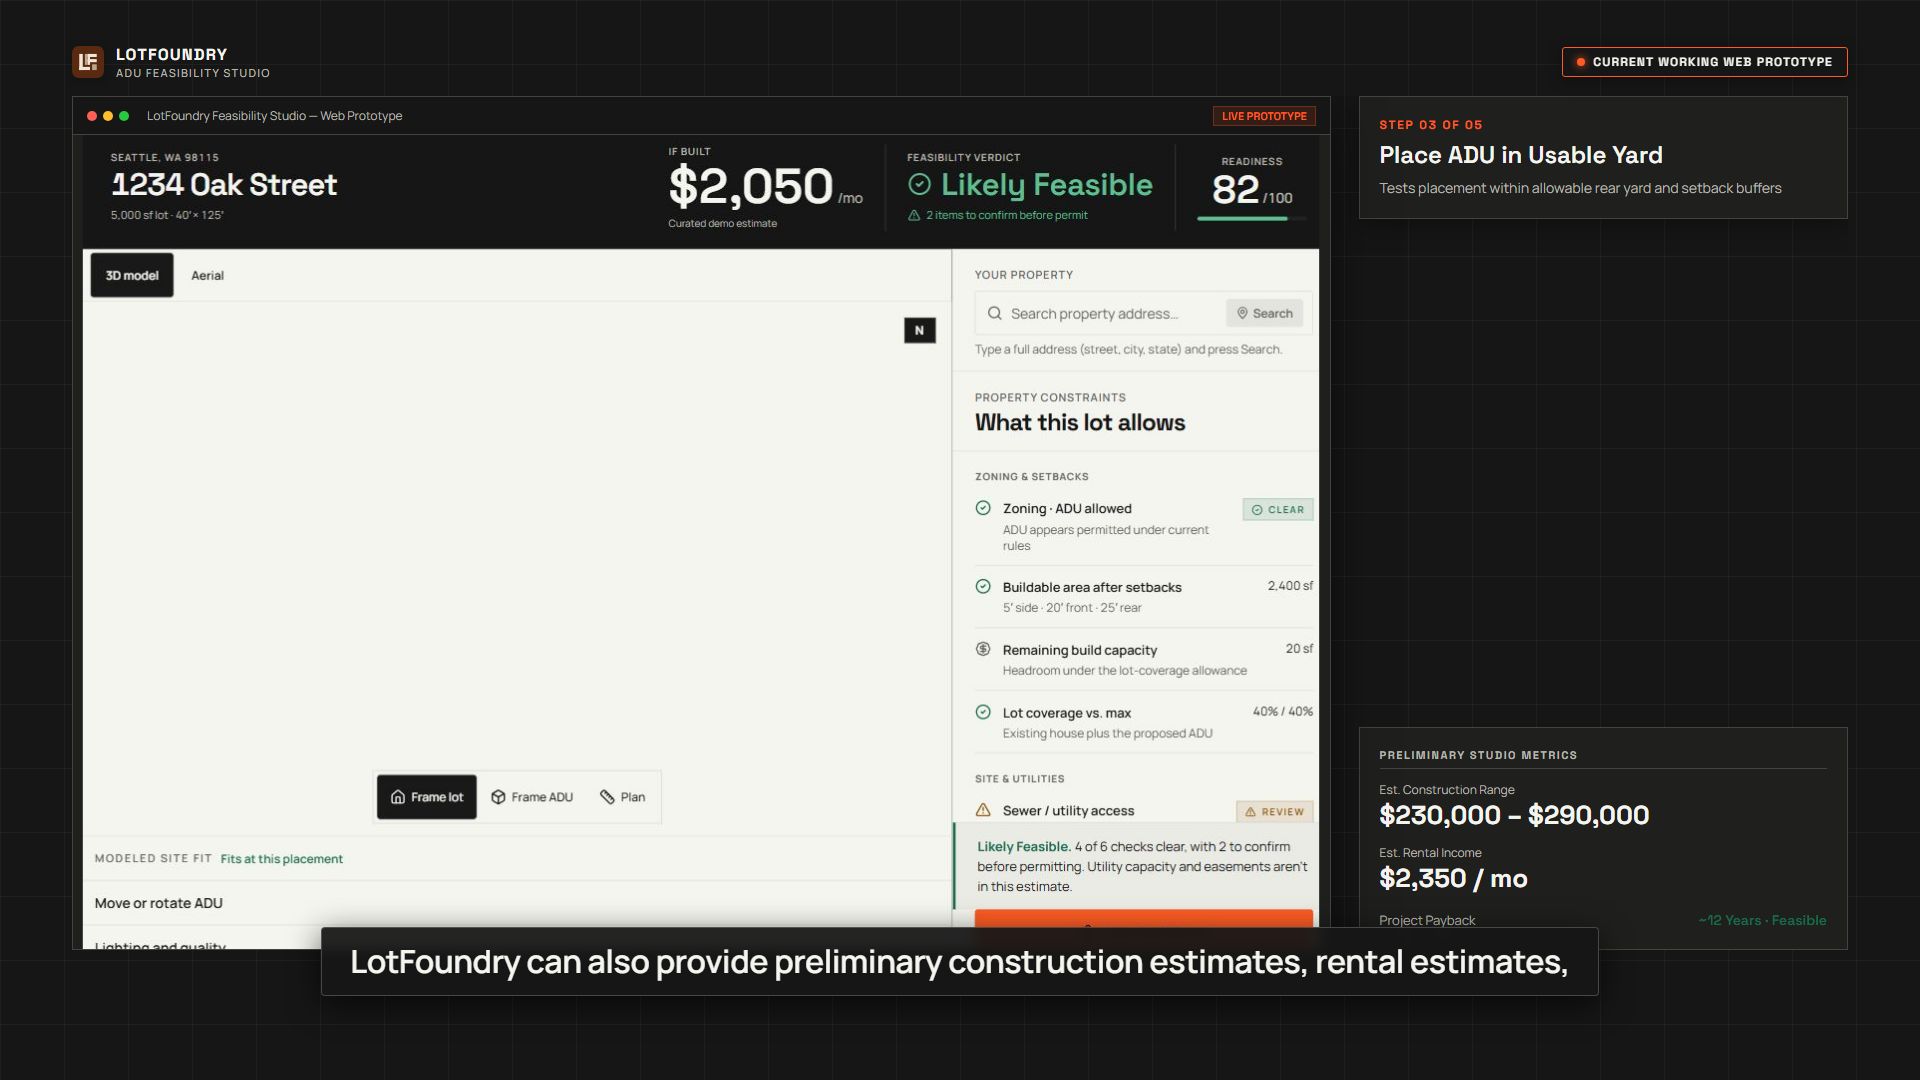 LOTFOUNDRY
ADU FEASIBILITY STUDIO
CURRENT WORKING WEB PROTOTYPE
LotFoundry Feasibility Studio — Web Prototype
LIVE PROTOTYPE
SEATTLE, WA 98115
1234 Oak Street
5,000 sf lot · 40' × 125'
IF BUILT
$2,050 /mo
Curated demo estimate
FEASIBILITY VERDICT
Likely Feasible
2 items to confirm before permit
READINESS
82 /100
3D model
Aerial
N
Frame lot
Frame ADU
Plan
MODELED SITE FIT Fits at this placement
Move or rotate ADU
Lighting and quality
YOUR PROPERTY
Search property address...
Search
Type a full address (street, city, state) and press Search.
PROPERTY CONSTRAINTS
What this lot allows
ZONING & SETBACKS
Zoning · ADU allowed
CLEAR
ADU appears permitted under current
rules
Buildable area after setbacks
2,400 sf
5' side · 20' front · 25' rear
Remaining build capacity
20 sf
Headroom under the lot-coverage allowance
Lot coverage vs. max
40% / 40%
Existing house plus the proposed ADU
SITE & UTILITIES
Sewer / utility access
REVIEW
Likely Feasible. 4 of 6 checks clear, with 2 to confirm
before permitting. Utility capacity and easements aren't
in this estimate.
STEP 03 OF 05
Place ADU in Usable Yard
Tests placement within allowable rear yard and setback buffers
PRELIMINARY STUDIO METRICS
Est. Construction Range
$230,000 – $290,000
Est. Rental Income
$2,350 / mo
Project Payback
~12 Years · Feasible
LotFoundry can also provide preliminary construction estimates, rental estimates,